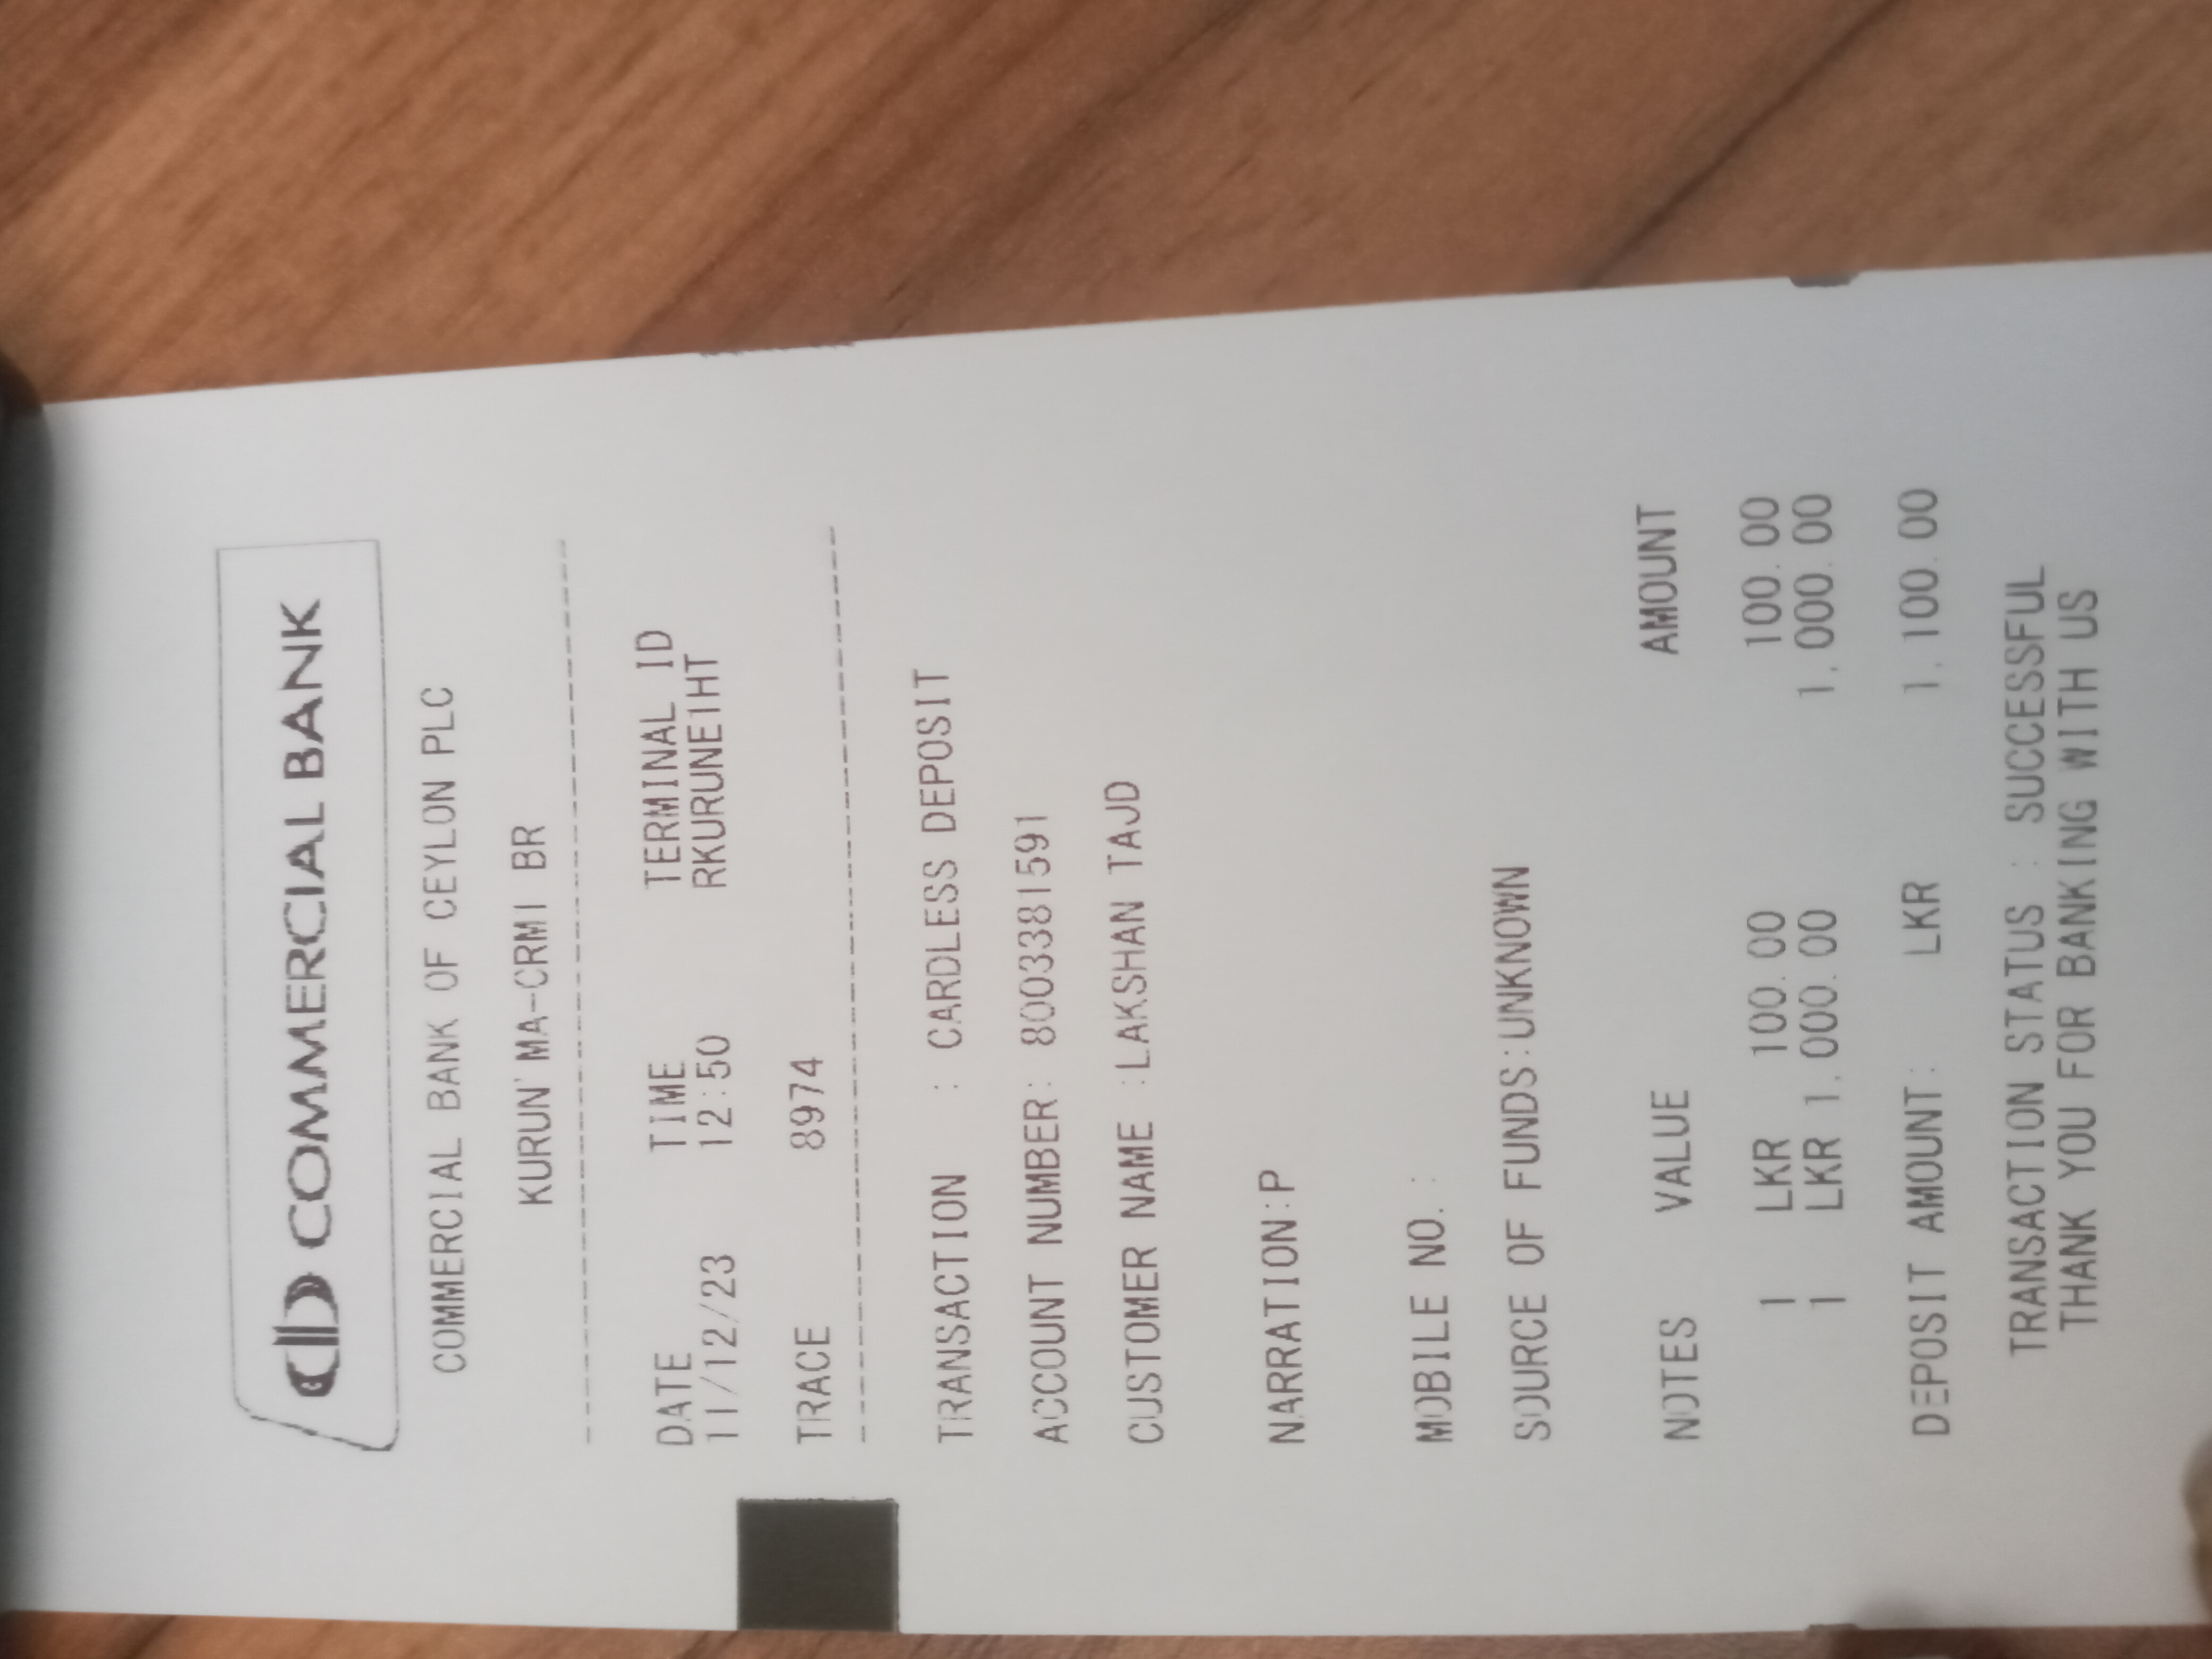 COMMERCIAL BANK
COMMERCIAL BANK OF CEYLON PLC
KURUN'MA-CRM1 BR
DATE TIME TERMINAL ID
11/12/23 12:50 RKURUNE1HT
TRACE 8974
TRANSACTION : CARDLESS DEPOSIT
ACCOUNT NUMBER: 8003381591
CUSTOMER NAME :LAKSHAN TAJD
NARRATION:P
MOBILE NO. :
SOURCE OF FUNDS:UNKNOWN
NOTES VALUE AMOUNT
1 LKR 100.00 100.00
1 LKR 1,000.00 1,000.00
DEPOSIT AMOUNT: LKR 1,100.00
TRANSACTION STATUS : SUCCESSFUL
THANK YOU FOR BANKING WITH US